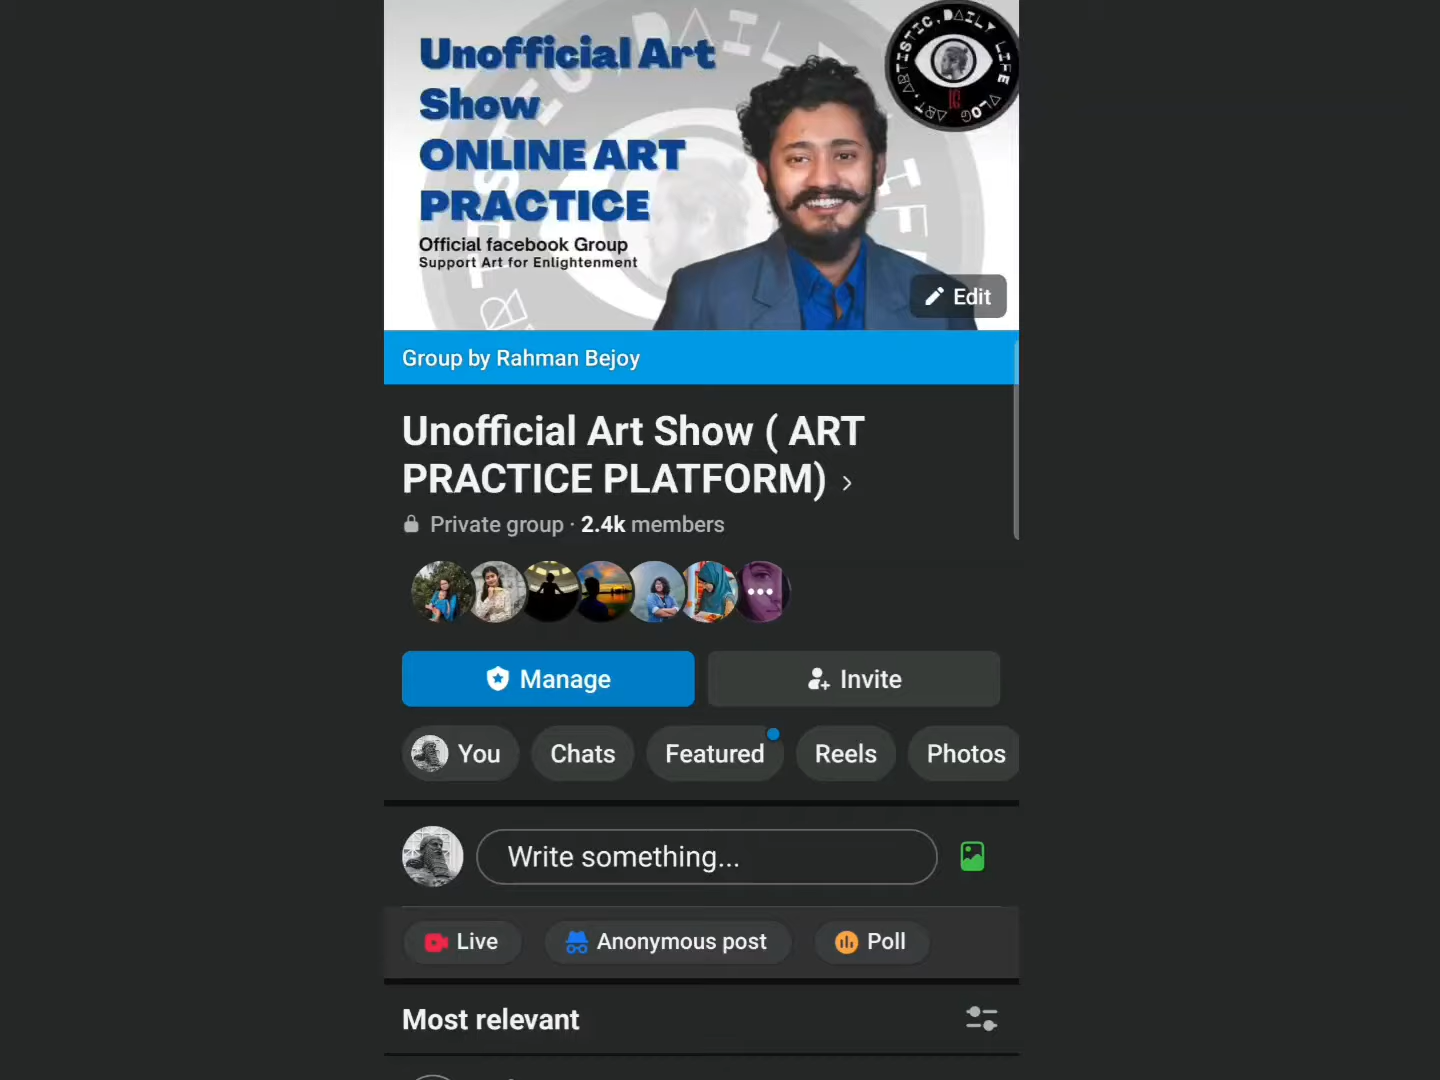 Unofficial Art
Show
ONLINE ART
PRACTICE
Official facebook Group
Support Art for Enlightenment
ART, ARTISTIC, DAILY LIFE VLOG
Edit
Group by Rahman Bejoy
Unofficial Art Show ( ART
PRACTICE PLATFORM) ›
Private group · 2.4k members
Manage
Invite
You
Chats
Featured
Reels
Photos
Write something...
Live
Anonymous post
Poll
Most relevant